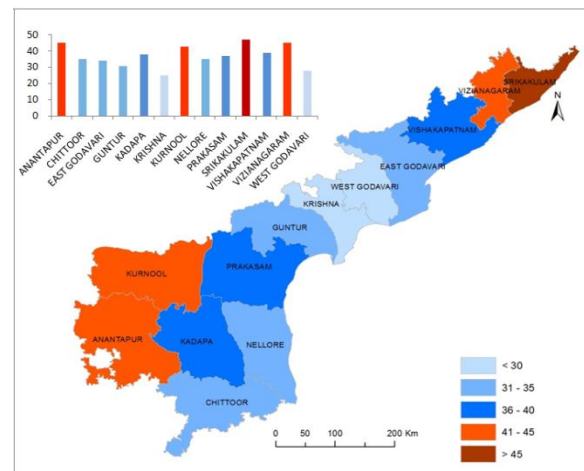 50
40
30
20
10
0
ANANTAPUR
CHITTOOR
EAST GODAVARI
GUNTUR
KADAPA
KRISHNA
KURNOOL
NELLORE
PRAKASAM
SRIKAKULAM
VISHAKAPATNAM
VIZIANAGARAM
WEST GODAVARI
SRIKAKULAM
VIZIANAGARAM
N
VISHAKAPATNAM
EAST GODAVARI
WEST GODAVARI
KRISHNA
GUNTUR
PRAKASAM
KURNOOL
ANANTAPUR
KADAPA
NELLORE
CHITTOOR
< 30
31 - 35
36 - 40
41 - 45
> 45
0 50 100 200 Km